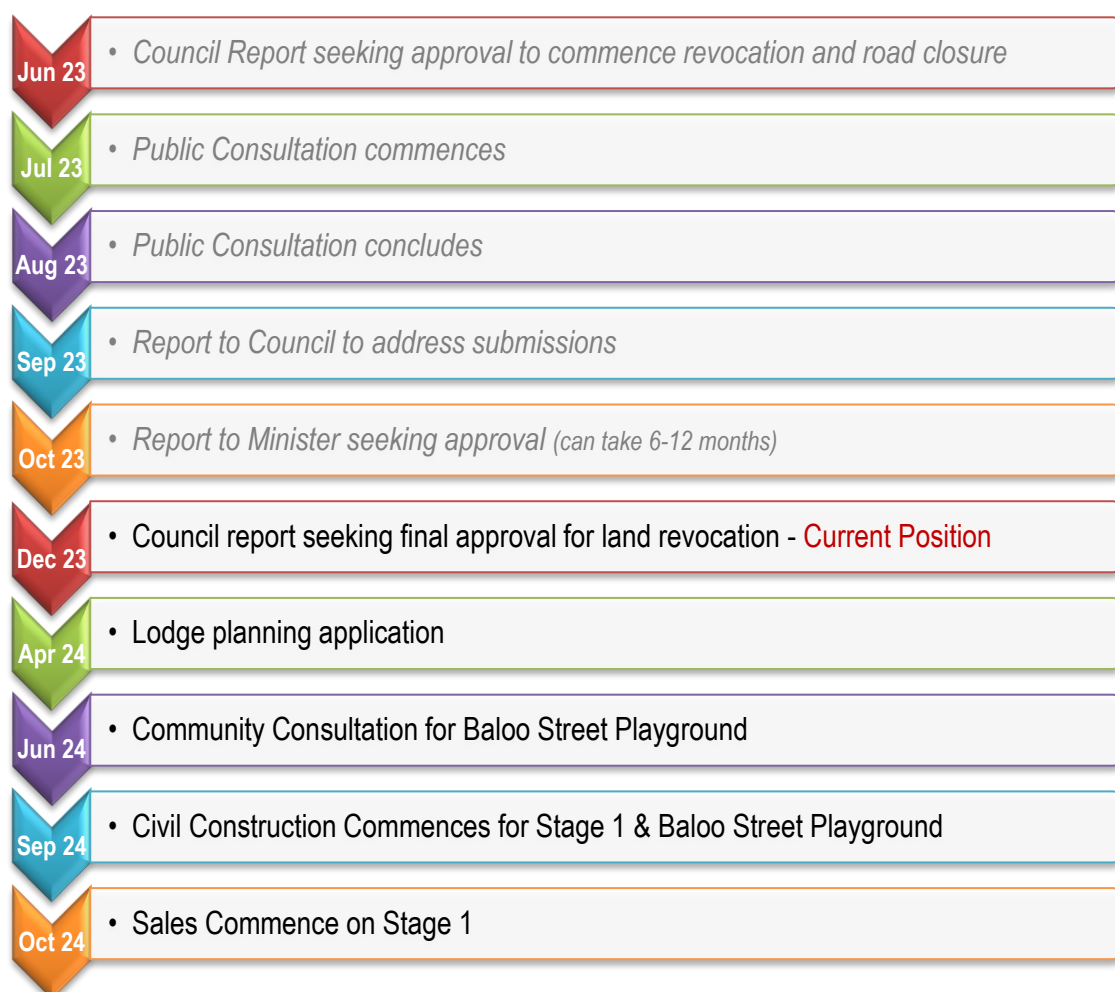 Jun 23
• Council Report seeking approval to commence revocation and road closure
Jul 23
• Public Consultation commences
Aug 23
• Public Consultation concludes
Sep 23
• Report to Council to address submissions
Oct 23
• Report to Minister seeking approval (can take 6-12 months)
Dec 23
• Council report seeking final approval for land revocation - Current Position
Apr 24
• Lodge planning application
Jun 24
• Community Consultation for Baloo Street Playground
Sep 24
• Civil Construction Commences for Stage 1 & Baloo Street Playground
Oct 24
• Sales Commence on Stage 1